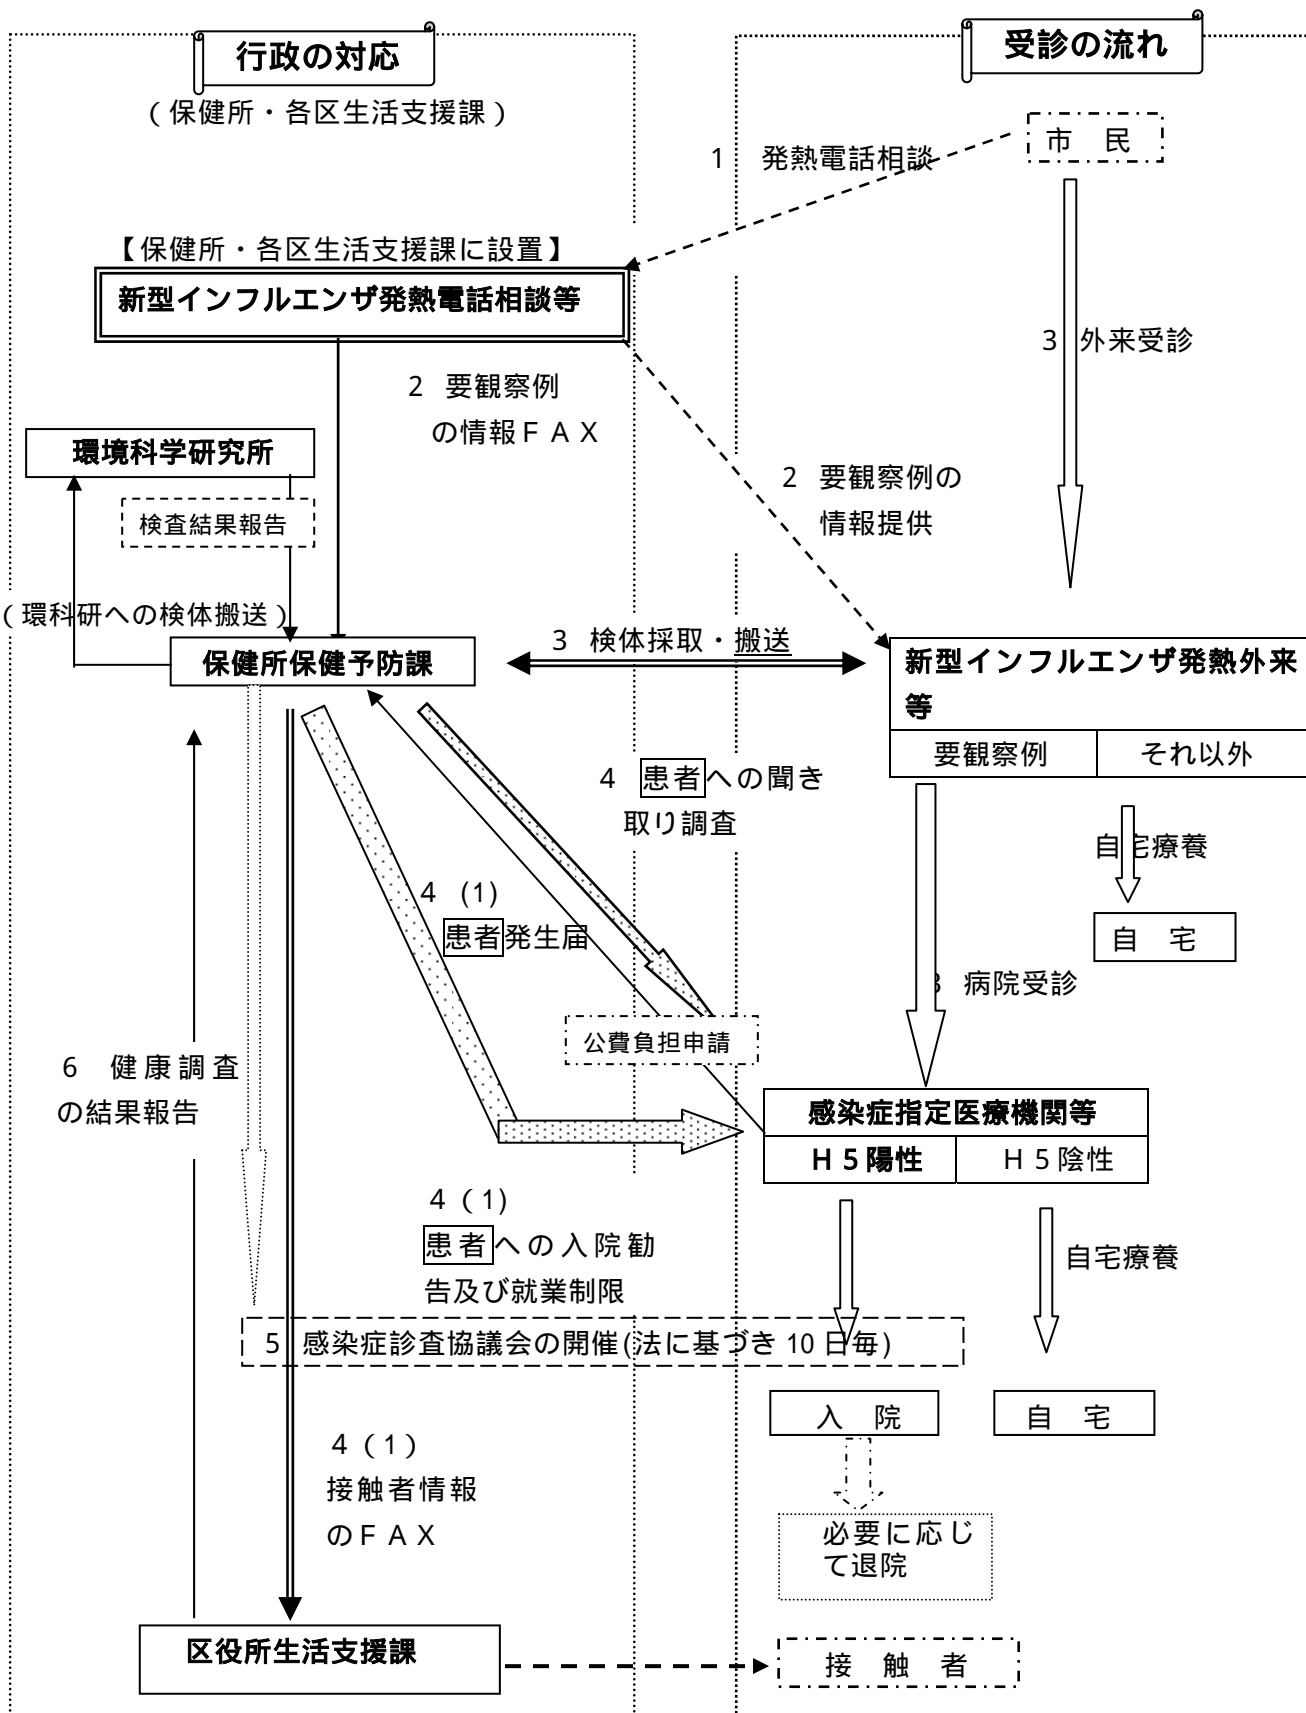 行政の対応
(保健所・各区生活支援課)
受診の流れ
市 民
1 発熱電話相談
【保健所・各区生活支援課に設置】
新型インフルエンザ発熱電話相談等
3 外来受診
2 要観察例
の情報FAX
環境科学研究所
検査結果報告
2 要観察例の
情報提供
(環科研への検体搬送)
保健所保健予防課
3 検体採取・搬送
新型インフルエンザ発熱外来
等
要観察例 それ以外
4 患者への聞き
取り調査
自宅療養
自 宅
4 (1)
患者発生届
3 病院受診
公費負担申請
6 健康調査
の結果報告
感染症指定医療機関等
H5陽性 H5陰性
4(1)
患者への入院勧
告及び就業制限
自宅療養
5 感染症診査協議会の開催(法に基づき10日毎)
入 院
自 宅
4(1)
接触者情報
のFAX
必要に応じ
て退院
区役所生活支援課
接 触 者